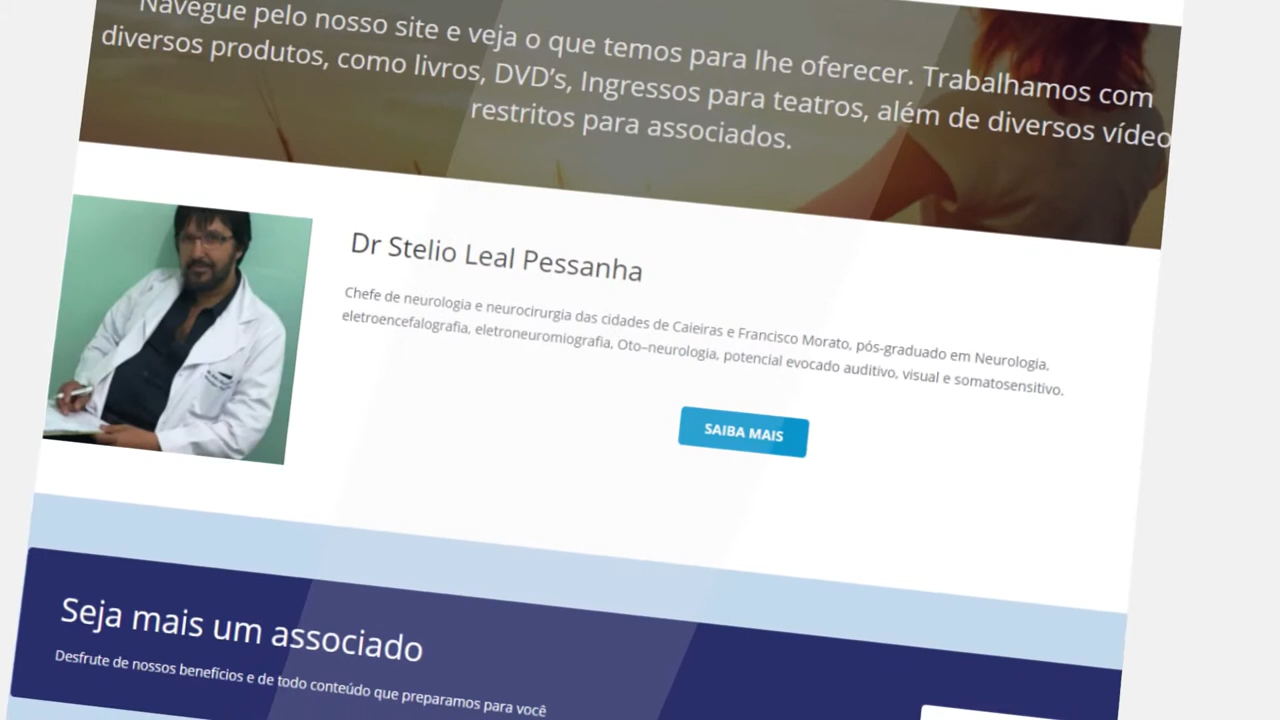 Navegue pelo nosso site e veja o que temos para lhe oferecer. Trabalhamos com
diversos produtos, como livros, DVD's, Ingressos para teatros, além de diversos vídeo
restritos para associados.
Dr Stelio Leal Pessanha
Chefe de neurologia e neurocirurgia das cidades de Caieiras e Francisco Morato, pós-graduado em Neurologia,
eletroencefalografia, eletroneuromiografia, Oto–neurologia, potencial evocado auditivo, visual e somatosensitivo.
SAIBA MAIS
Seja mais um associado
Desfrute de nossos benefícios e de todo conteúdo que preparamos para você